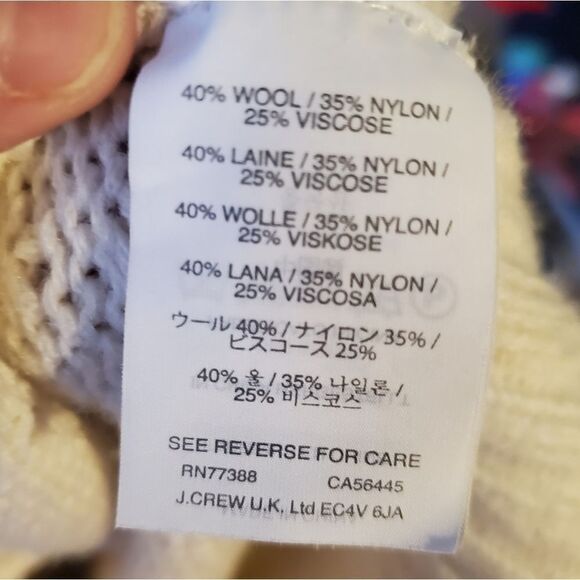 40% WOOL / 35% NYLON /
25% VISCOSE
40% LAINE / 35% NYLON /
25% VISCOSE
40% WOLLE / 35% NYLON /
25% VISKOSE
40% LANA / 35% NYLON /
25% VISCOSA
ウール 40% / ナイロン 35% /
ビスコース 25%
40% 울 / 35% 나일론 /
25% 비스코스
SEE REVERSE FOR CARE
RN77388 CA56445
J.CREW U.K, Ltd EC4V 6JA